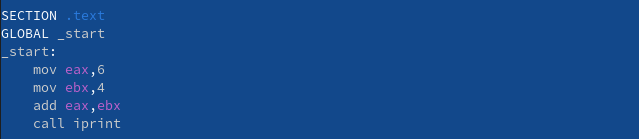 SECTION .text
GLOBAL _start
_start:
    mov eax,6
    mov ebx,4
    add eax,ebx
    call iprint